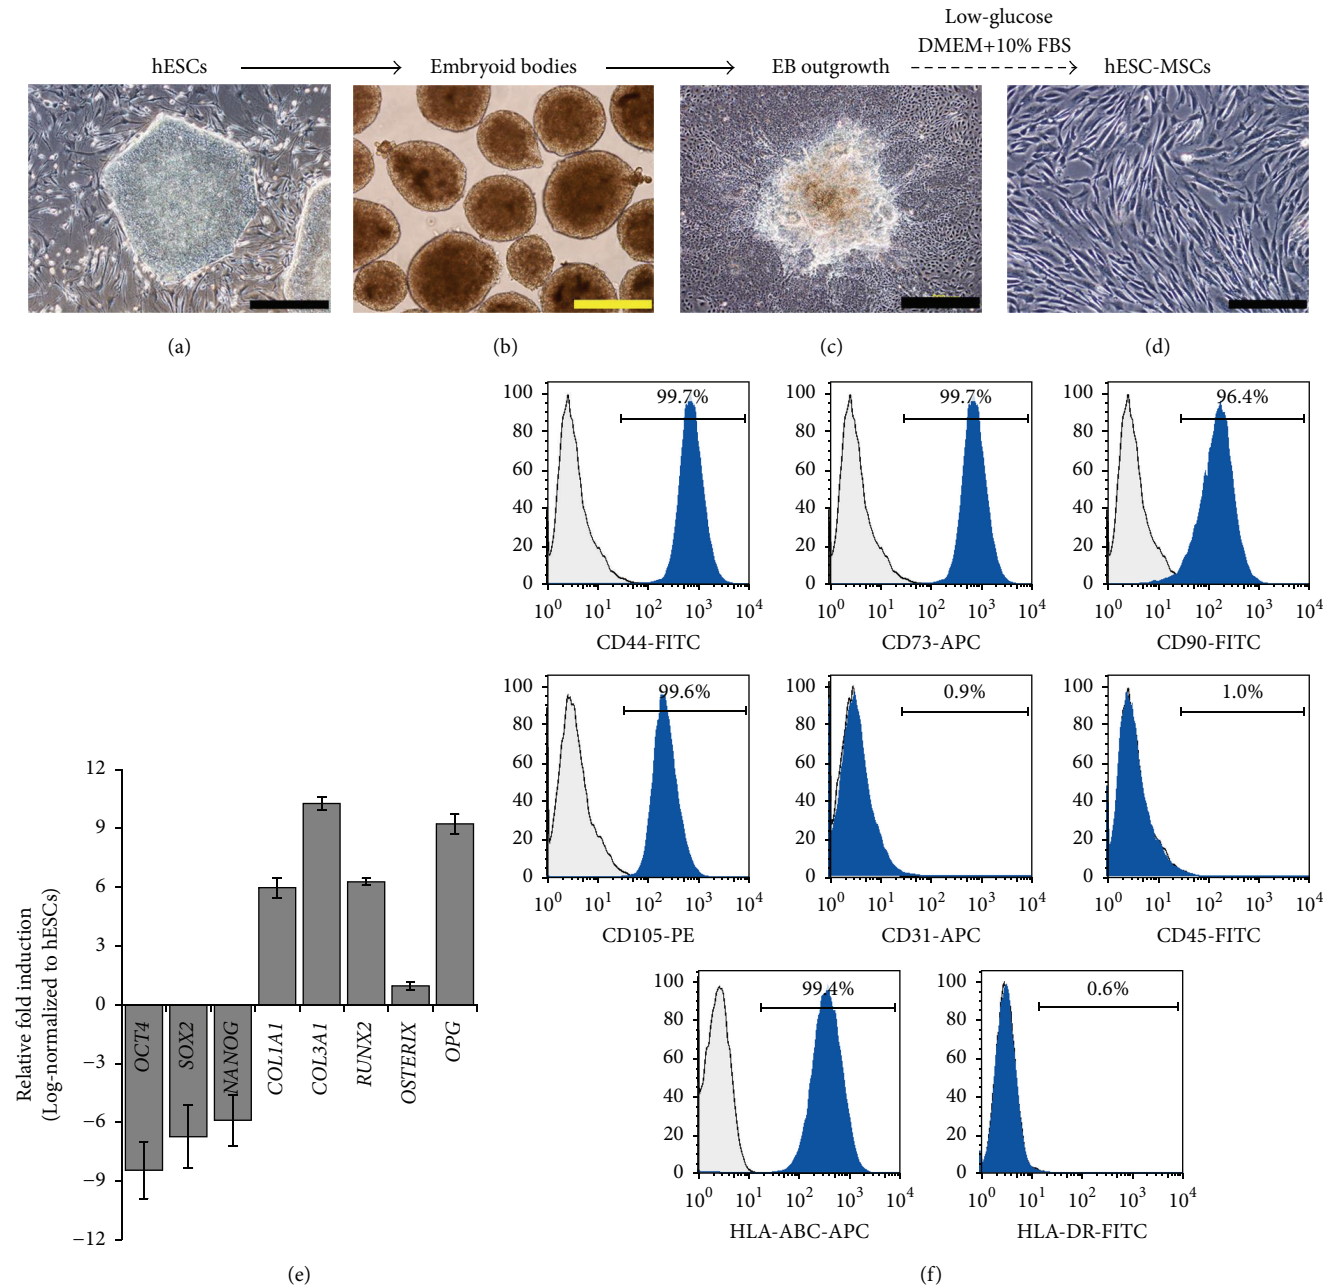 Low-glucose
DMEM+10% FBS
hESCs
Embryoid bodies
EB outgrowth
hESC-MSCs
(a)
(b)
(c)
(d)
100
80
60
40
20
0
99.7%
10⁰ 10¹ 10² 10³ 10⁴
CD44-FITC
100
80
60
40
20
0
99.7%
10⁰ 10¹ 10² 10³ 10⁴
CD73-APC
100
80
60
40
20
0
96.4%
10⁰ 10¹ 10² 10³ 10⁴
CD90-FITC
100
80
60
40
20
0
99.6%
10⁰ 10¹ 10² 10³ 10⁴
CD105-PE
100
80
60
40
20
0
0.9%
10⁰ 10¹ 10² 10³ 10⁴
CD31-APC
100
80
60
40
20
0
1.0%
10⁰ 10¹ 10² 10³ 10⁴
CD45-FITC
100
80
60
40
20
0
99.4%
10⁰ 10¹ 10² 10³ 10⁴
HLA-ABC-APC
100
80
60
40
20
0
0.6%
10⁰ 10¹ 10² 10³ 10⁴
HLA-DR-FITC
Relative fold induction
(Log-normalized to hESCs)
12
9
6
3
0
−3
−6
−9
−12
OCT4
SOX2
NANOG
COL1A1
COL3A1
RUNX2
OSTERIX
OPG
(e)
(f)